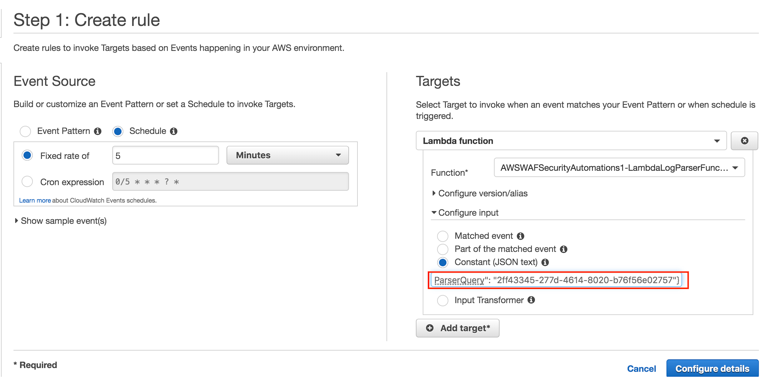 Step 1: Create rule
Create rules to invoke Targets based on Events happening in your AWS environment.
Event Source
Build or customize an Event Pattern or set a Schedule to invoke Targets.
Event Pattern
Schedule
Fixed rate of
5
Minutes
Cron expression
0/5 * * * ? *
Learn more about CloudWatch Events schedules.
Show sample event(s)
Targets
Select Target to invoke when an event matches your Event Pattern or when schedule is
triggered.
Lambda function
Function*
AWSWAFSecurityAutomations1-LambdaLogParserFunc...
Configure version/alias
Configure input
Matched event
Part of the matched event
Constant (JSON text)
ParserQuery": "2ff43345-277d-4614-8020-b76f56e02757"}
Input Transformer
Add target*
* Required
Cancel
Configure details